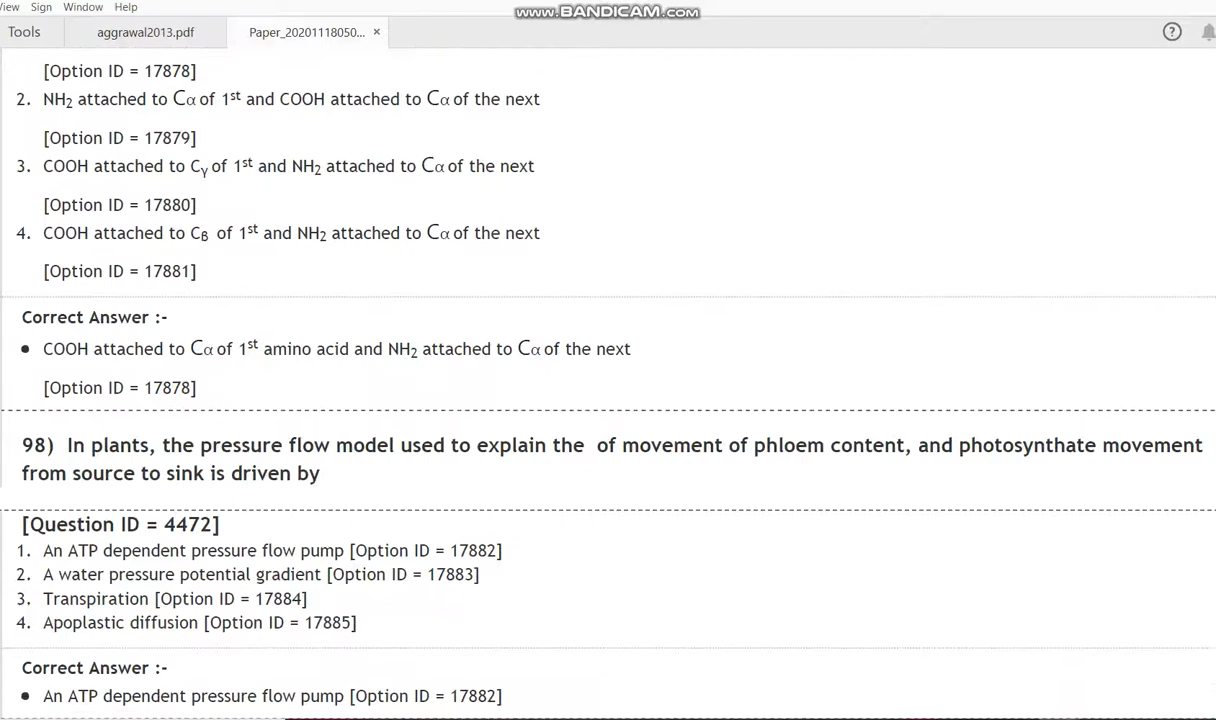 View Sign Window Help
www.BANDICAM.com
Tools aggrawal2013.pdf Paper_20201118050... ×
[Option ID = 17878]
2. NH2 attached to Cα of 1st and COOH attached to Cα of the next
[Option ID = 17879]
3. COOH attached to Cγ of 1st and NH2 attached to Cα of the next
[Option ID = 17880]
4. COOH attached to Cβ of 1st and NH2 attached to Cα of the next
[Option ID = 17881]
Correct Answer :-
• COOH attached to Cα of 1st amino acid and NH2 attached to Cα of the next
[Option ID = 17878]
98) In plants, the pressure flow model used to explain the of movement of phloem content, and photosynthate movement
from source to sink is driven by
[Question ID = 4472]
1. An ATP dependent pressure flow pump [Option ID = 17882]
2. A water pressure potential gradient [Option ID = 17883]
3. Transpiration [Option ID = 17884]
4. Apoplastic diffusion [Option ID = 17885]
Correct Answer :-
• An ATP dependent pressure flow pump [Option ID = 17882]